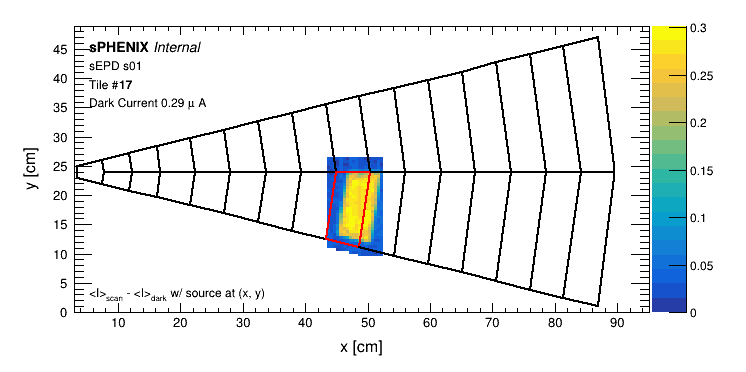 sPHENIX Internal
sEPD s01
Tile #17
Dark Current 0.29 μ A
<I>scan - <I>dark w/ source at (x, y)
y [cm]
45
40
35
30
25
20
15
10
5
0
10 20 30 40 50 60 70 80 90
x [cm]
0.3
0.25
0.2
0.15
0.1
0.05
0